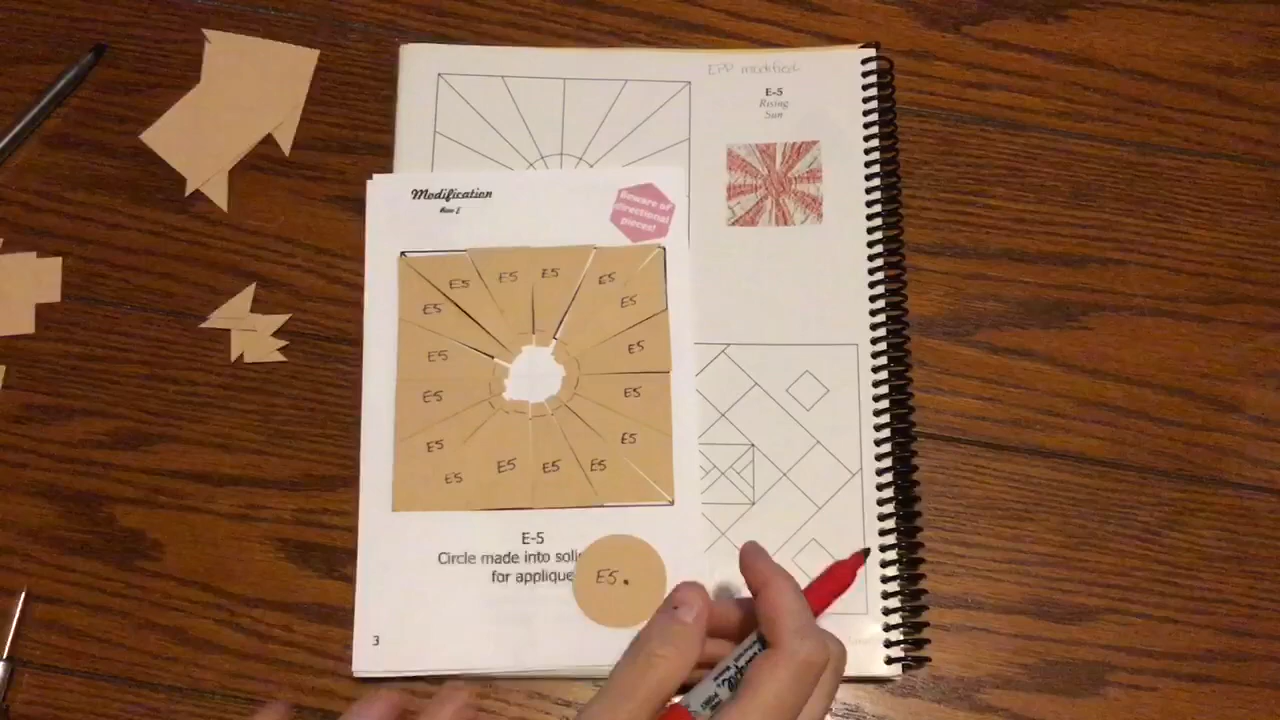 EPP modified
E-5
Rising
Sun
Modification
Row E
Beware of
directional
pieces!
E5 E5 E5 E5
E5 E5
E5 E5
E5 E5
E5 E5
E5 E5 E5 E5
E-5
Circle made into
for applique
E5.
3